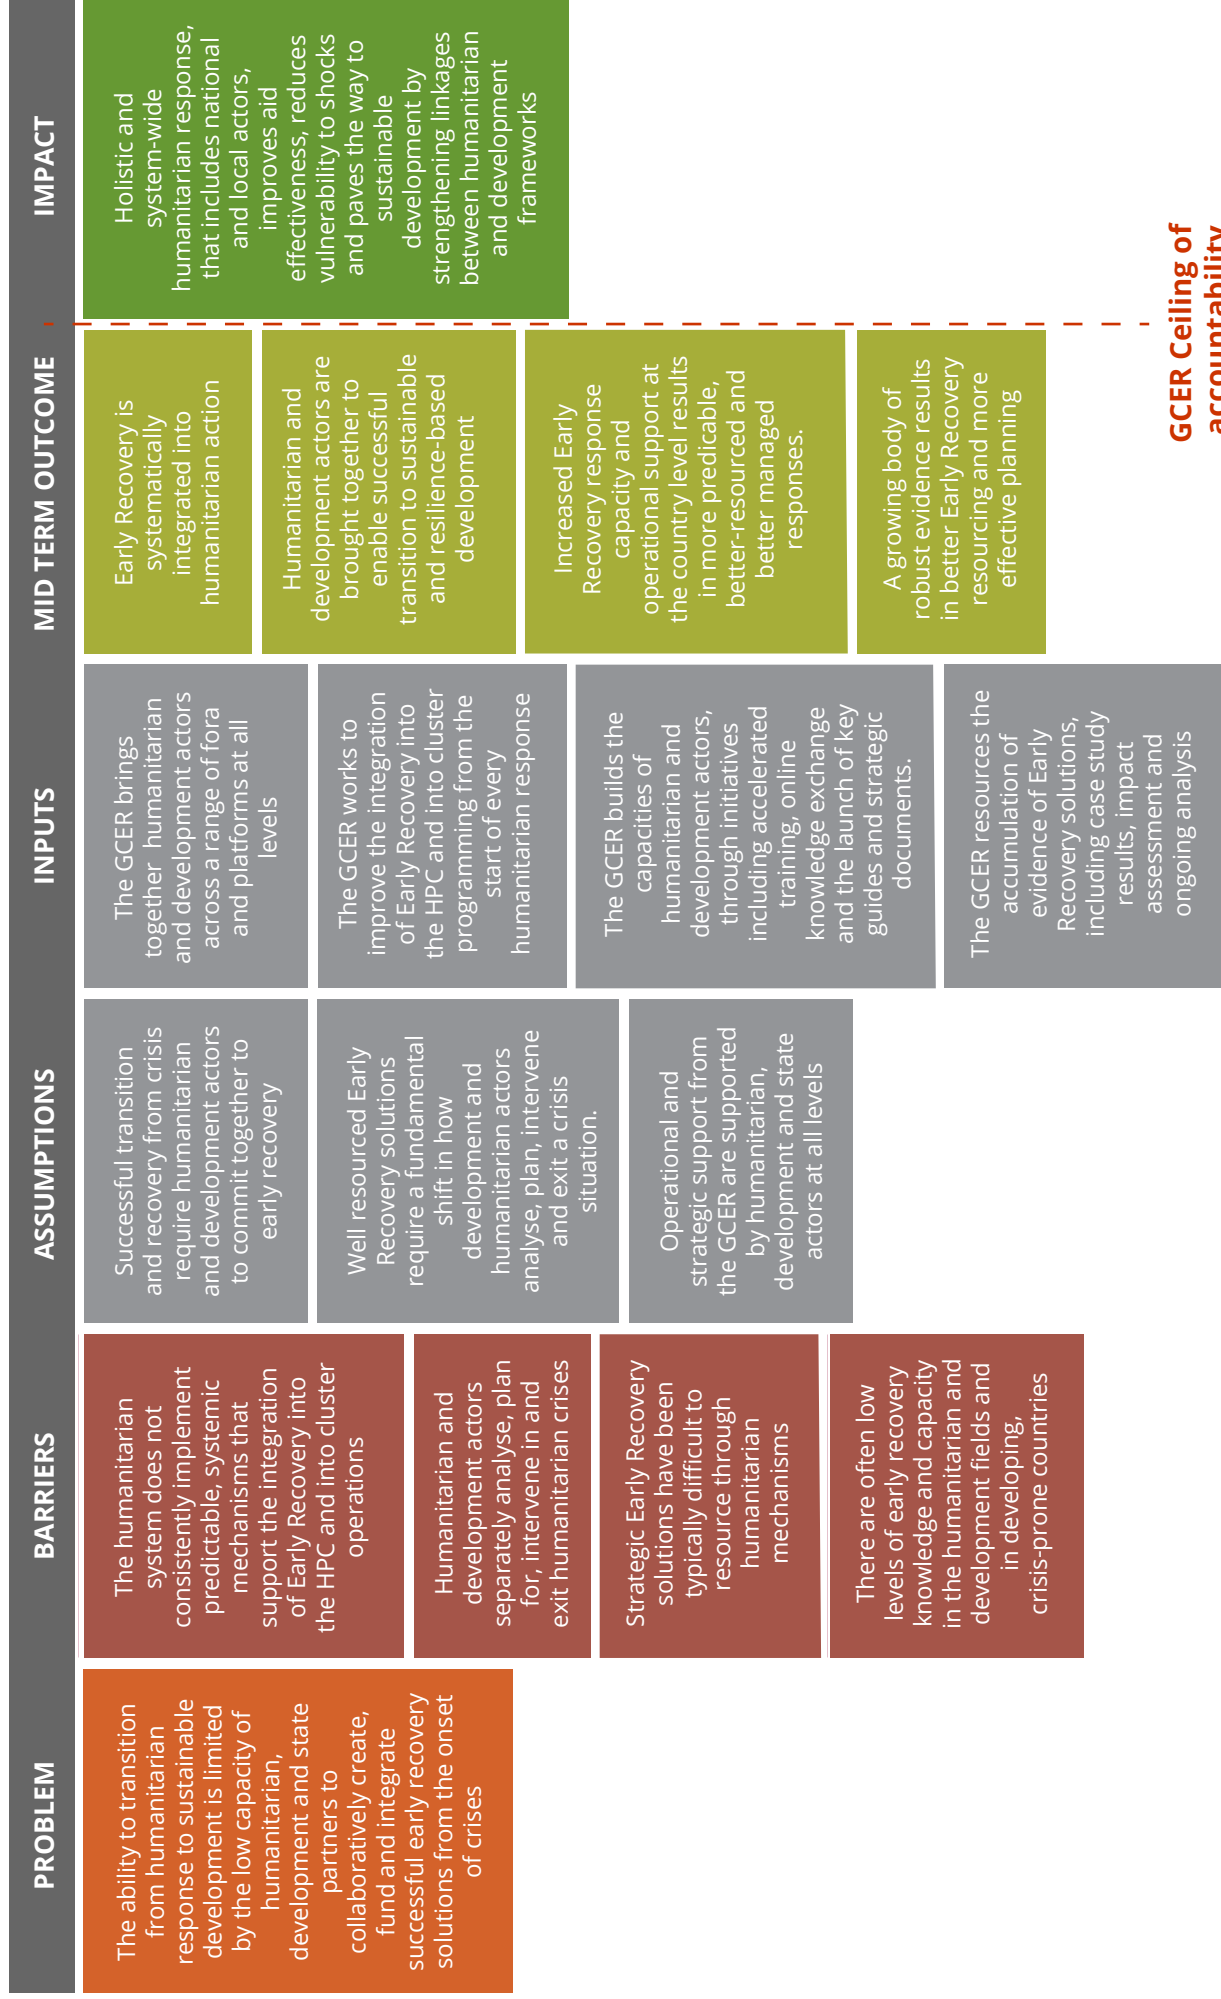 PROBLEM
The ability to transition
from humanitarian
response to sustainable
development is limited
by the low capacity of
humanitarian,
development and state
partners to
collaboratively create,
fund and integrate
successful early recovery
solutions from the onset
of crises
BARRIERS
The humanitarian
system does not
consistently implement
predictable, systemic
mechanisms that
support the integration
of Early Recovery into
the HPC and into cluster
operations
Humanitarian and
development actors
separately analyse, plan
for, intervene in and
exit humanitarian crises
Strategic Early Recovery
solutions have been
typically difficult to
resource through
humanitarian
mechanisms
There are often low
levels of early recovery
knowledge and capacity
in the humanitarian and
development fields and
in developing,
crisis-prone countries
ASSUMPTIONS
Successful transition
and recovery from crisis
require humanitarian
and development actors
to commit together to
early recovery
Well resourced Early
Recovery solutions
require a fundamental
shift in how
development and
humanitarian actors
analyse, plan, intervene
and exit a crisis
situation.
Operational and
strategic support from
the GCER are supported
by humanitarian,
development and state
actors at all levels
INPUTS
The GCER brings
together humanitarian
and development actors
across a range of fora
and platforms at all
levels
The GCER works to
improve the integration
of Early Recovery into
the HPC and into cluster
programming from the
start of every
humanitarian response
The GCER builds the
capacities of
humanitarian and
development actors,
through initiatives
including accelerated
training, online
knowledge exchange
and the launch of key
guides and strategic
documents.
The GCER resources the
accumulation of
evidence of Early
Recovery solutions,
including case study
results, impact
assessment and
ongoing analysis
MID TERM OUTCOME
Early Recovery is
systematically
integrated into
humanitarian action
Humanitarian and
development actors are
brought together to
enable successful
transition to sustainable
and resilience-based
development
Increased Early
Recovery response
capacity and
operational support at
the country level results
in more predicable,
better-resourced and
better managed
responses.
A growing body of
robust evidence results
in better Early Recovery
resourcing and more
effective planning
IMPACT
Holistic and
system-wide
humanitarian response,
that includes national
and local actors,
improves aid
effectiveness, reduces
vulnerability to shocks
and paves the way to
sustainable
development by
strengthening linkages
between humanitarian
and development
frameworks
GCER Ceiling of
accountability